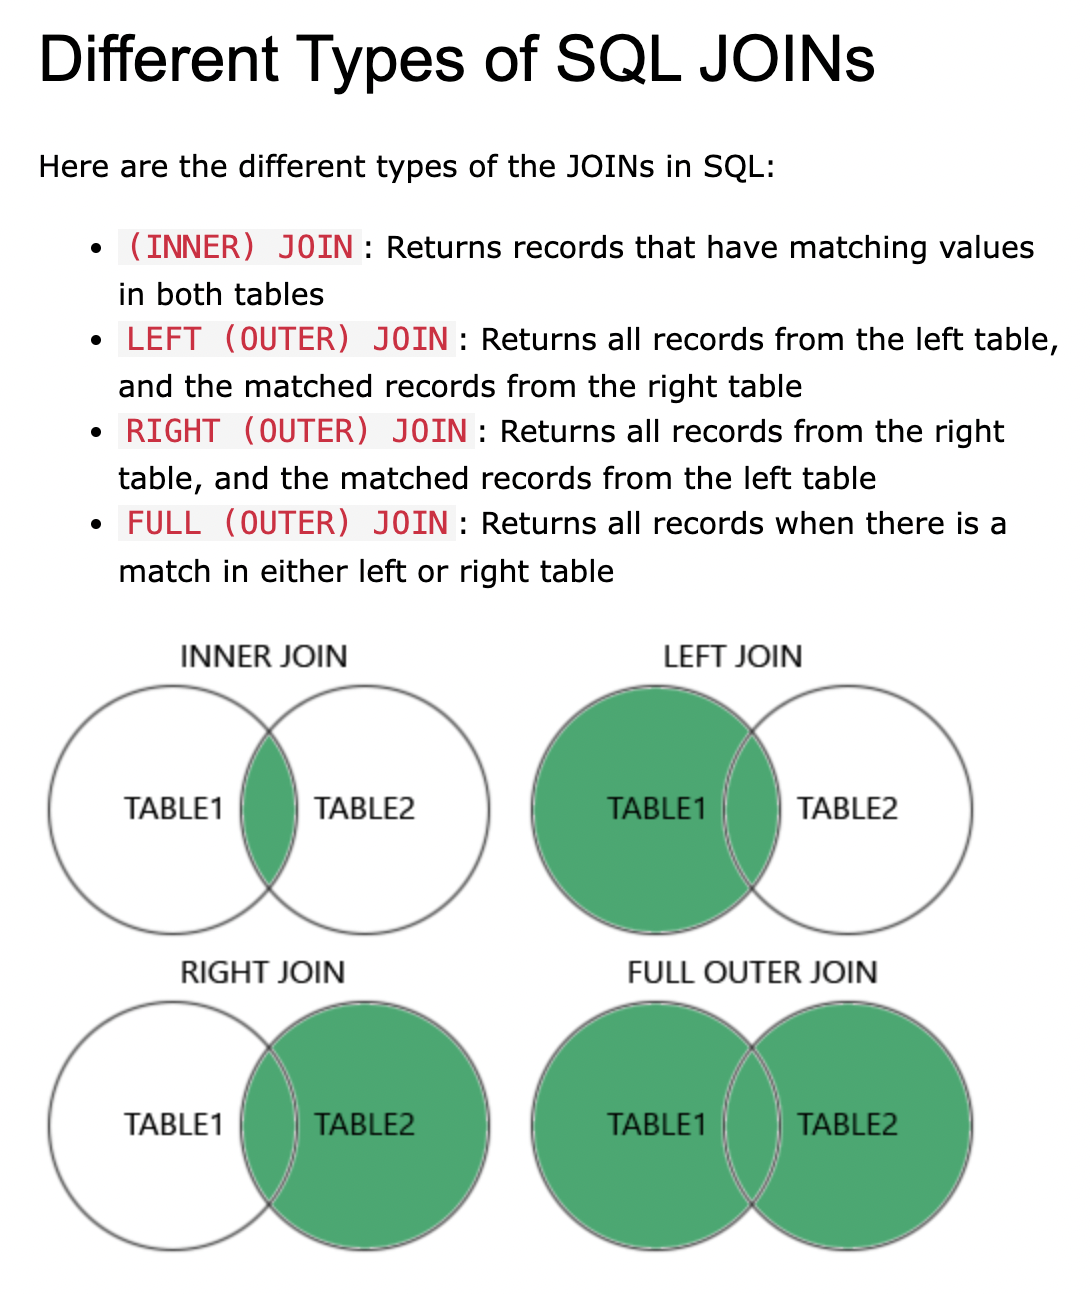 Different Types of SQL JOINs
Here are the different types of the JOINs in SQL:
• (INNER) JOIN: Returns records that have matching values
in both tables
• LEFT (OUTER) JOIN: Returns all records from the left table,
and the matched records from the right table
• RIGHT (OUTER) JOIN: Returns all records from the right
table, and the matched records from the left table
• FULL (OUTER) JOIN: Returns all records when there is a
match in either left or right table
INNER JOIN
TABLE1 TABLE2
LEFT JOIN
TABLE1 TABLE2
RIGHT JOIN
TABLE1 TABLE2
FULL OUTER JOIN
TABLE1 TABLE2